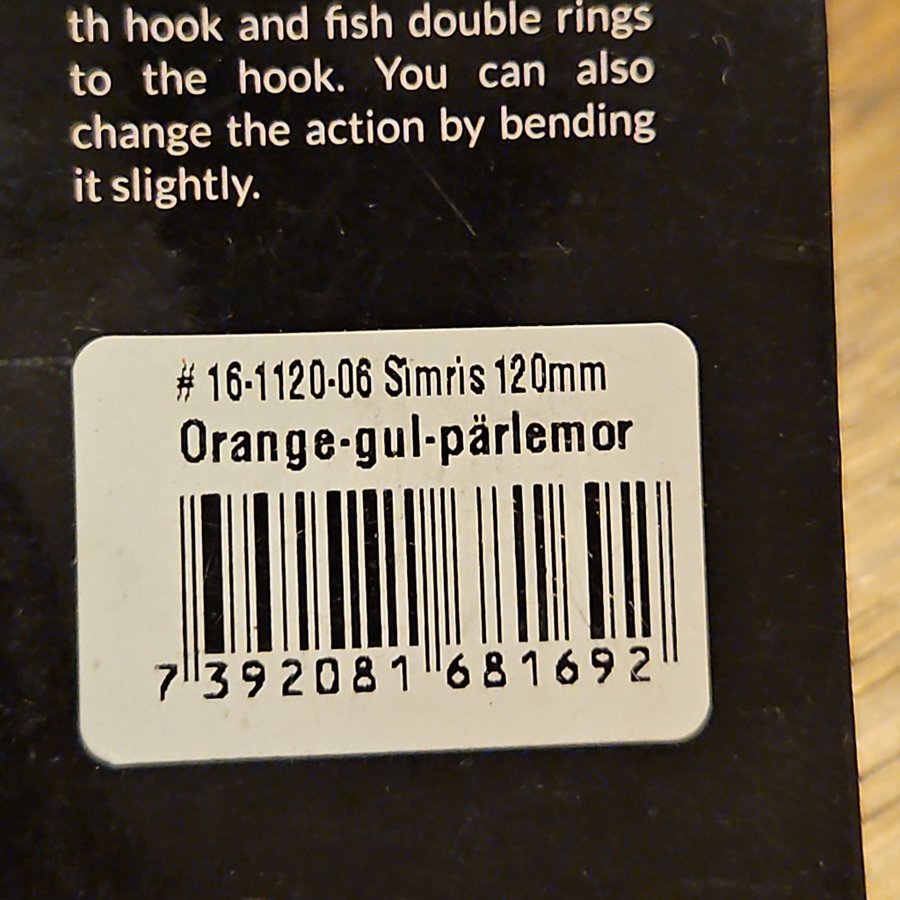 th hook and fish double rings
to the hook. You can also
change the action by bending
it slightly.
# 16-1120-06 Simris 120mm
Orange-gul-pärlemor
7 392081 681692